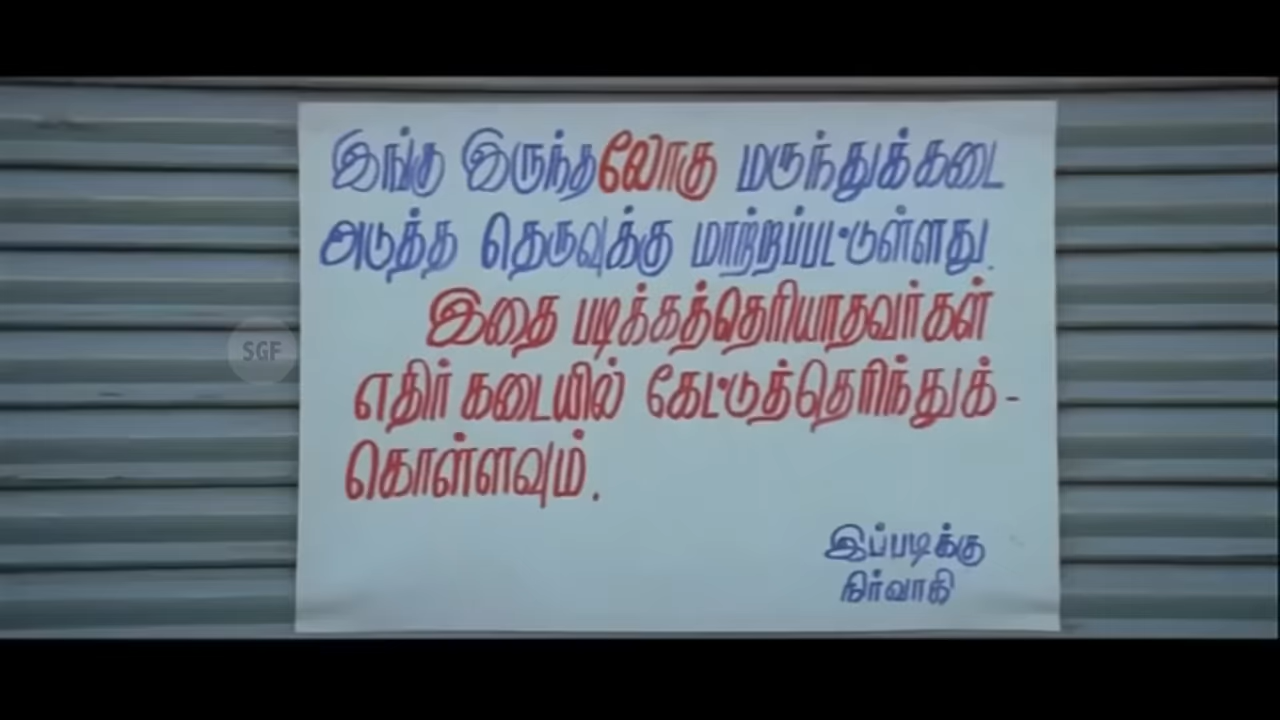 இங்கு இருந்த லோகு மருந்துக்கடை
அடுத்த தெருவுக்கு மாற்றப்பட்டுள்ளது.
இதை படிக்கத்தெரியாதவர்கள்
எதிர் கடையில் கேட்டுத்தெரிந்துக்-
கொள்ளவும்.
இப்படிக்கு
நிர்வாகி
SGF